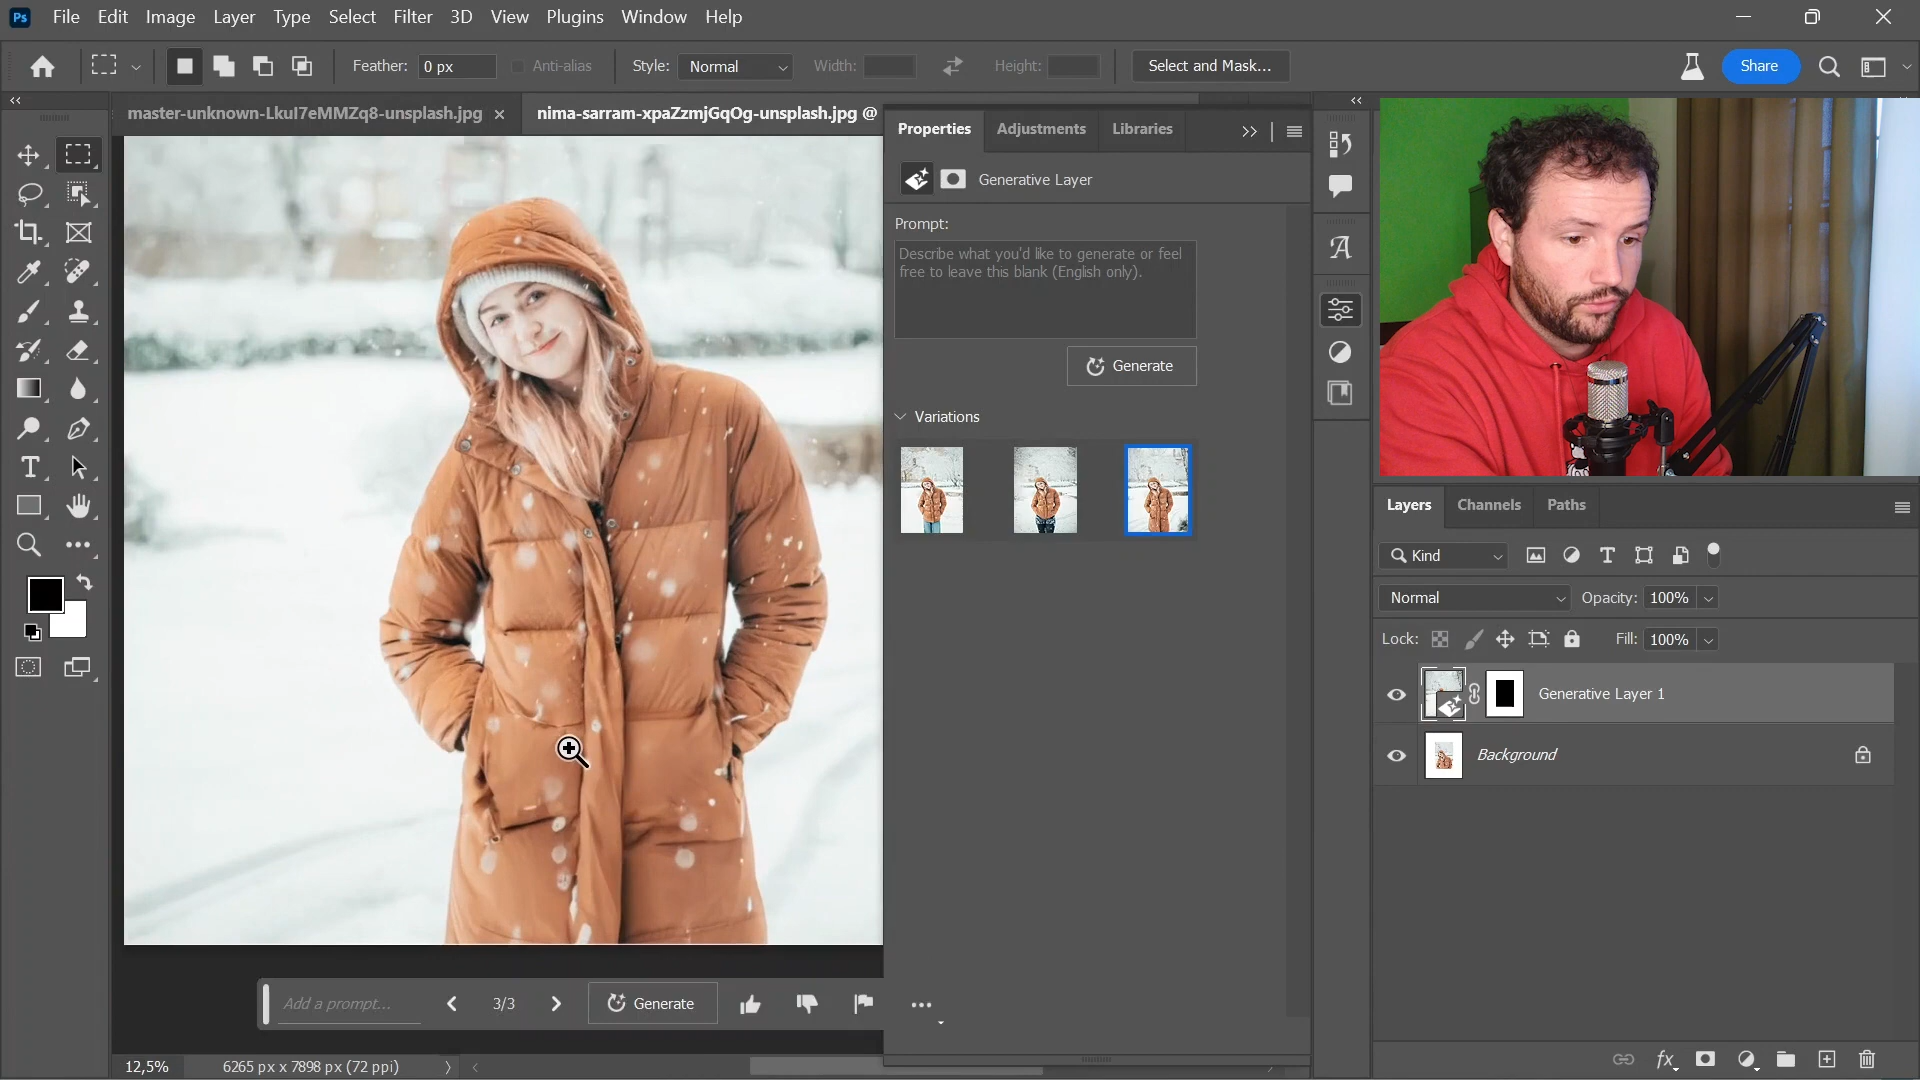 Ps File Edit Image Layer Type Select Filter 3D View Plugins Window Help
Feather: 0 px Anti-alias Style: Normal Width: Height: Select and Mask... Share
master-unknown-LkuI7eMMZq8-unsplash.jpg nima-sarram-xpaZzmjGqOg-unsplash.jpg @
Properties Adjustments Libraries
Generative Layer
Prompt:
Describe what you'd like to generate or feel
free to leave this blank (English only).
Generate
Variations
Layers Channels Paths
Kind
Normal Opacity: 100%
Lock: Fill: 100%
Generative Layer 1
Background
Add a prompt... 3/3 Generate
12,5% 6265 px x 7898 px (72 ppi)